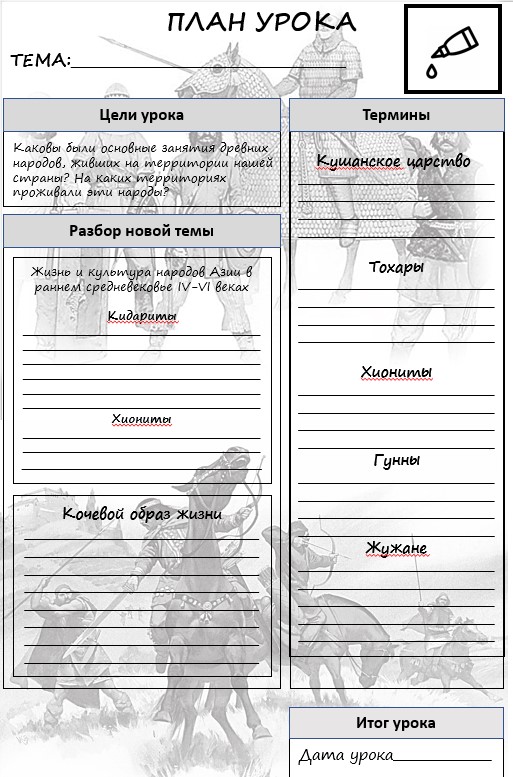 ПЛАН УРОКА
ТЕМА:
Цели урока
Каковы были основные занятия древних
народов, живших на территории нашей
страны? На каких территориях
проживали эти народы?
Разбор новой темы
Жизнь и культура народов Азии в
раннем средневековье IV-VI веках
Кидариты
Хиониты
Кочевой образ жизни
Термины
Кушанское царство
Тохары
Хиониты
Гунны
Жужане
Итог урока
Дата урока